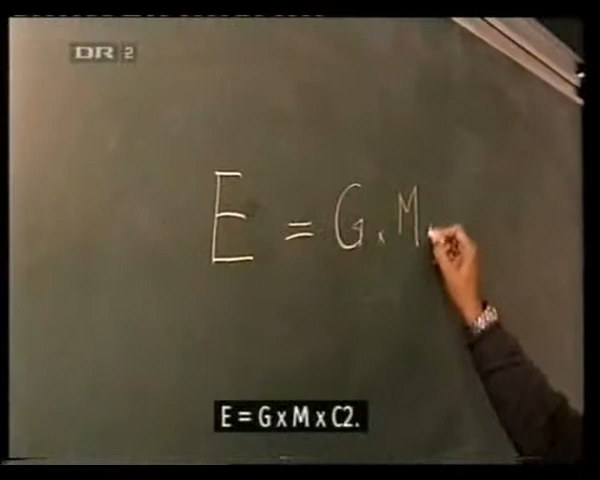 DR 2
E = G x M
E = G x M x C2.